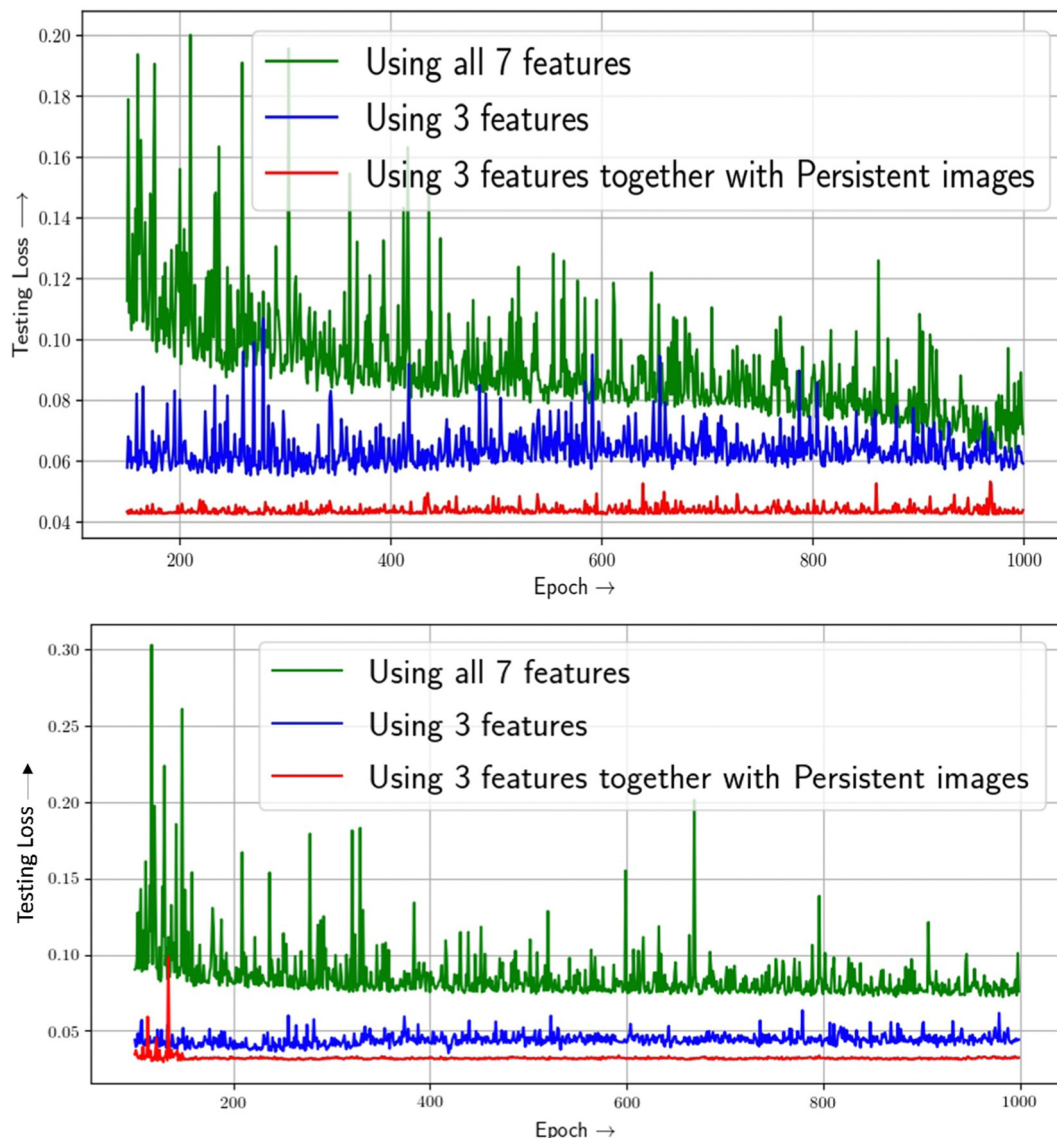 0.20
0.18
0.16
0.14
0.12
0.10
0.08
0.06
0.04
Testing Loss →
Using all 7 features
Using 3 features
Using 3 features together with Persistent images
200 400 600 800 1000
Epoch →
0.30
0.25
0.20
0.15
0.10
0.05
Testing Loss →
Using all 7 features
Using 3 features
Using 3 features together with Persistent images
200 400 600 800 1000
Epoch →